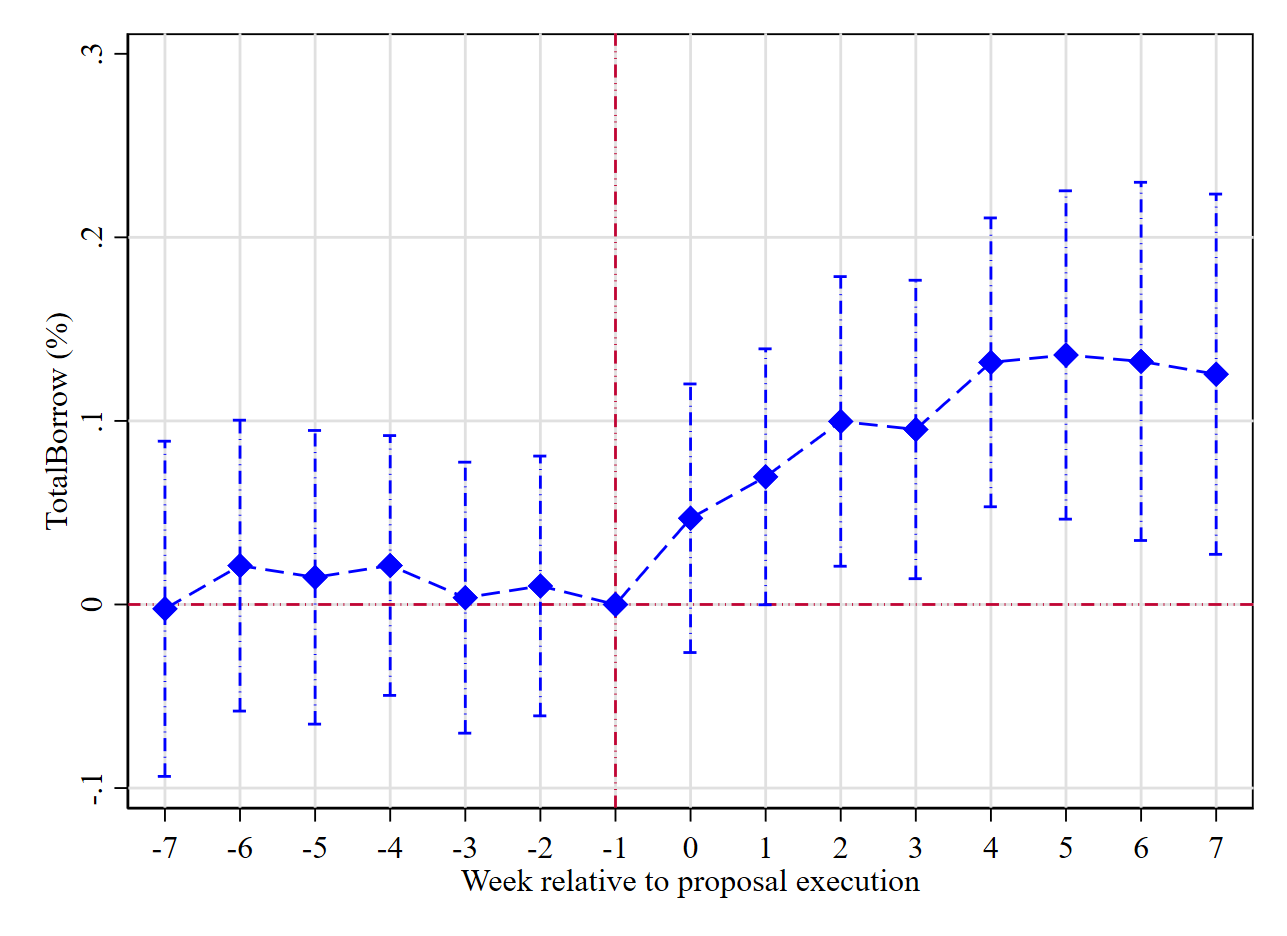 .3
.2
.1
0
-.1
TotalBorrow (%)
-7 -6 -5 -4 -3 -2 -1 0 1 2 3 4 5 6 7
Week relative to proposal execution